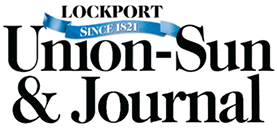 LOCKPORT
SINCE 1821
Union-Sun
& Journal